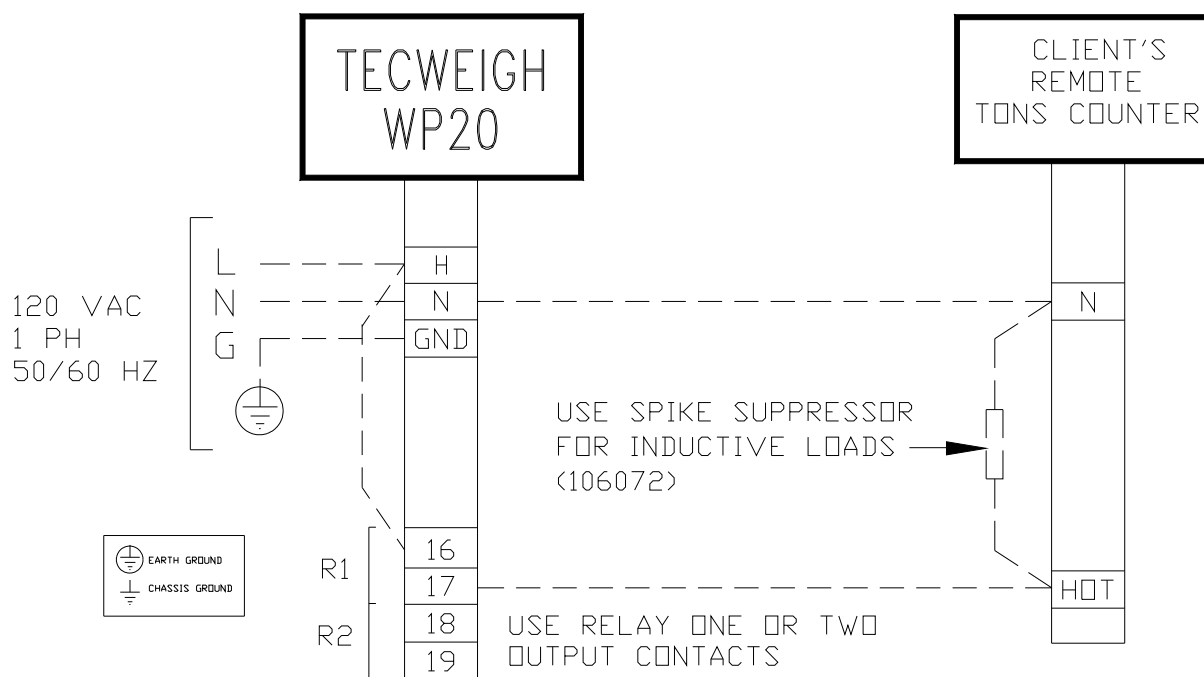 TECWEIGH
WP20
CLIENT'S
REMOTE
TONS COUNTER
120 VAC
1 PH
50/60 HZ
L
N
G
H
N
GND
N
USE SPIKE SUPPRESSOR
FOR INDUCTIVE LOADS
(106072)
EARTH GROUND
CHASSIS GROUND
R1
R2
16
17
18
19
HOT
USE RELAY ONE OR TWO
OUTPUT CONTACTS